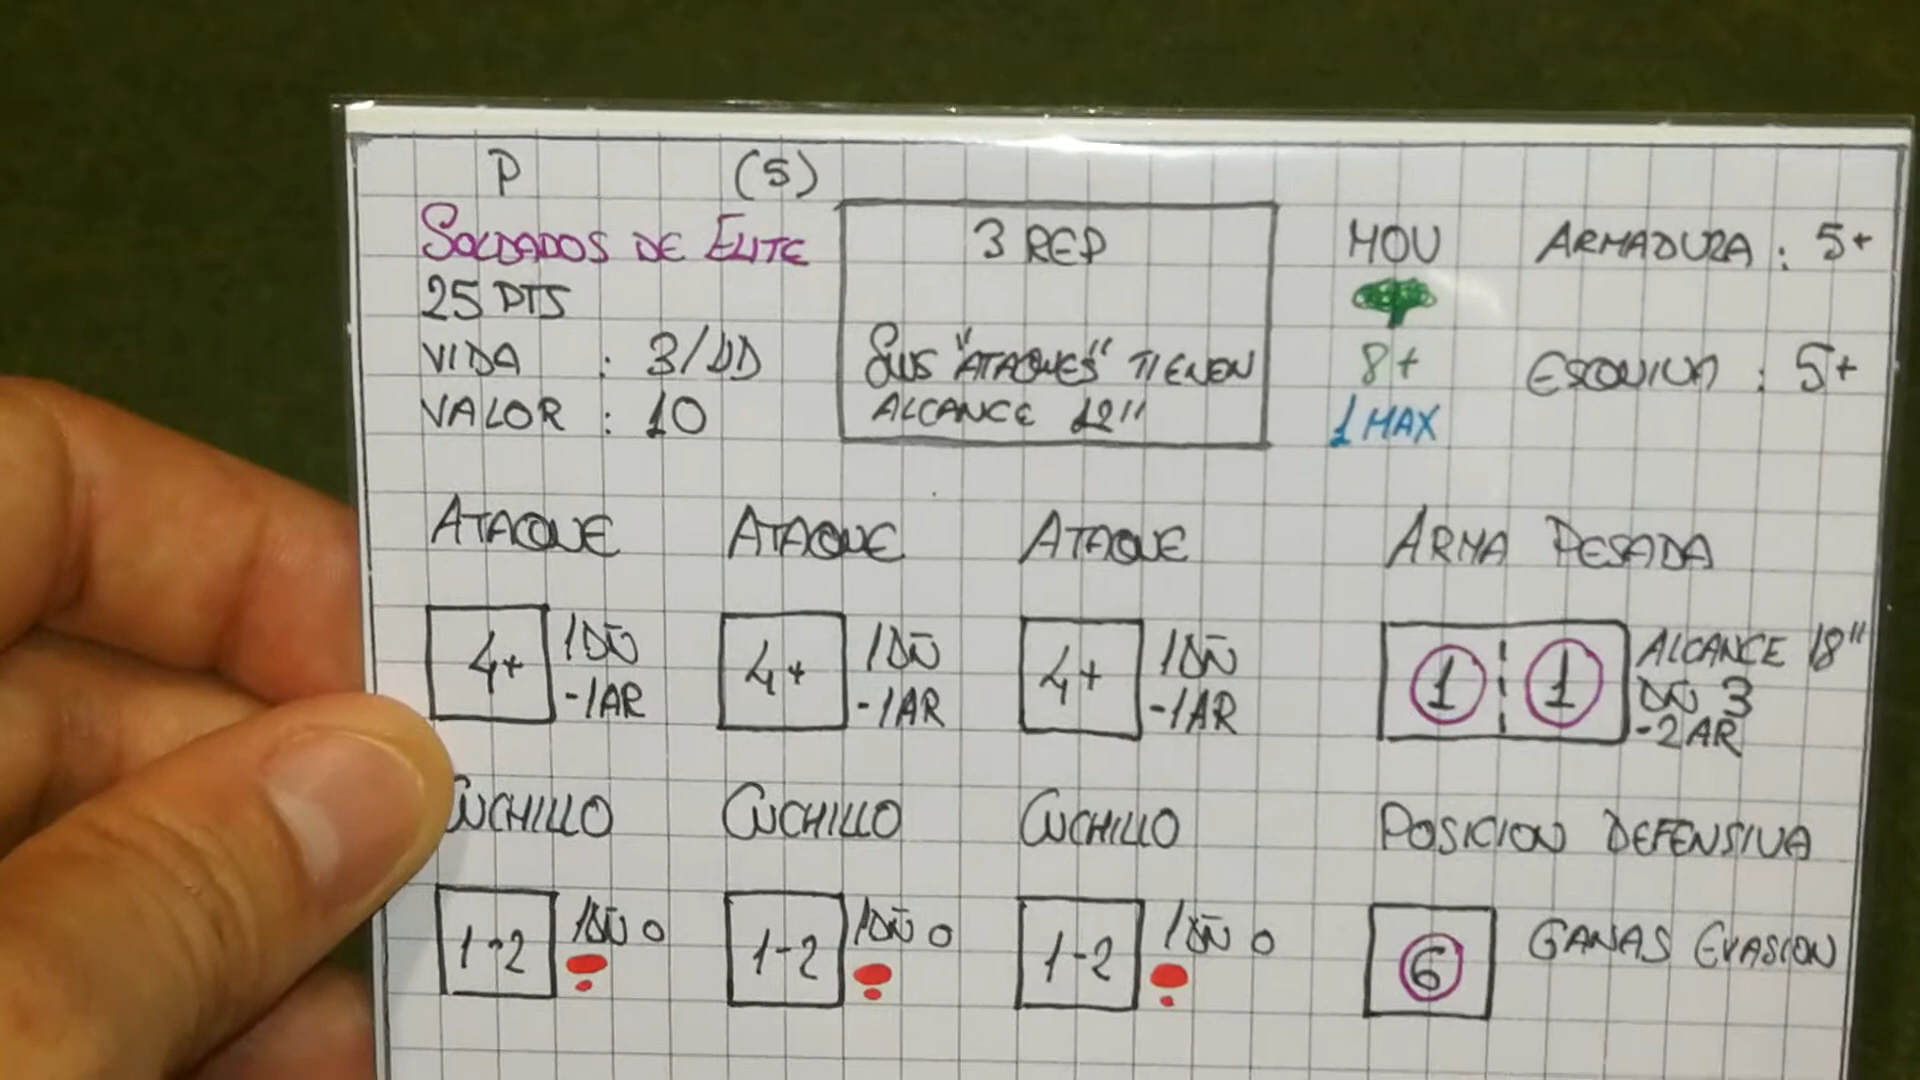 P (5)
SOLDADOS DE ELITE
25 PTS
VIDA : 3/DD
VALOR : 10
3 REP
SUS "ATAQUES" TIENEN
ALCANCE 12"
MOV
8+
1 MAX
ARMADURA : 5+
ESQUIVA : 5+
ATAQUE ATAQUE ATAQUE ARMA PESADA
4+ 1DÑ -1AR
4+ 1DÑ -1AR
4+ 1DÑ -1AR
1 1 ALCANCE 18"
DÑ 3
-2AR
CUCHILLO CUCHILLO CUCHILLO POSICION DEFENSIVA
1-2 1DÑ O
1-2 1DÑ O
1-2 1DÑ O
6 GANAS EVASION